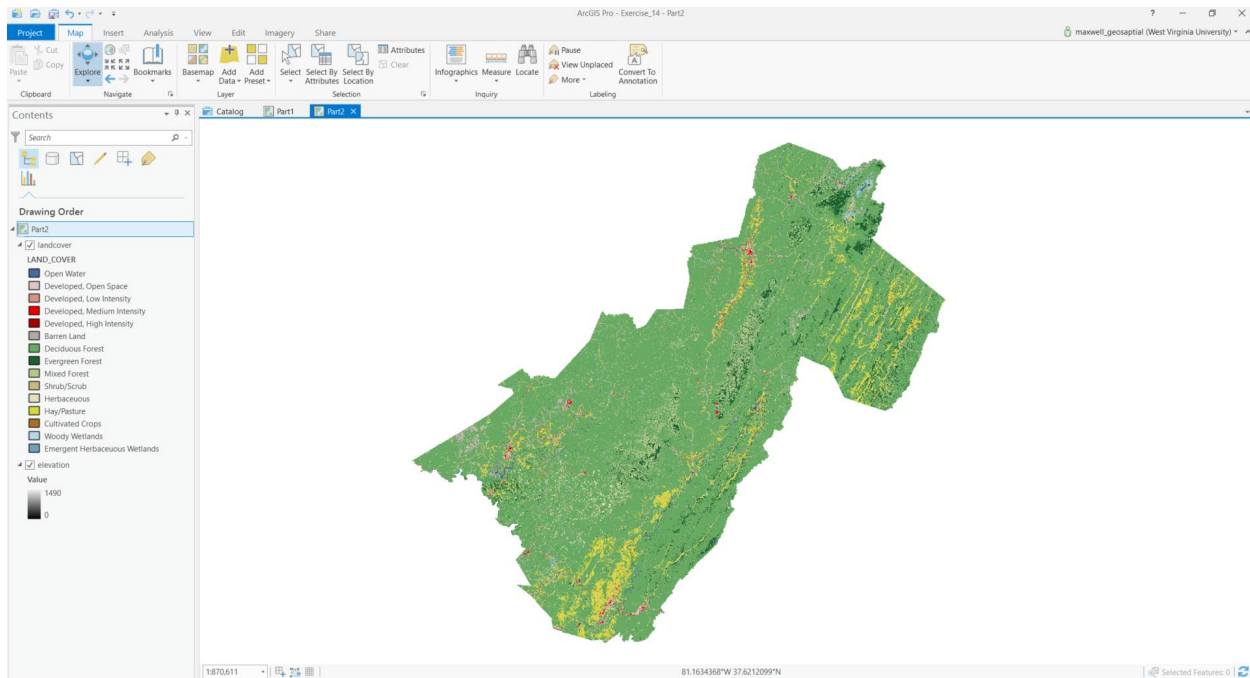 ArcGIS Pro - Exercise_14 - Part2
?
Project Map Insert Analysis View Edit Imagery Share
maxwell_geosaptial (West Virginia University)
Paste
Cut
Copy
Clipboard
Explore
Bookmarks
Navigate
Basemap
Add Data
Add Preset
Layer
Select
Select By Attributes
Select By Location
Attributes
Clear
Selection
Infographics
Measure
Locate
Inquiry
Pause
View Unplaced
More
Convert To Annotation
Labeling
Contents
Catalog
Part1
Part2
Search
Drawing Order
Part2
landcover
LAND_COVER
Open Water
Developed, Open Space
Developed, Low Intensity
Developed, Medium Intensity
Developed, High Intensity
Barren Land
Deciduous Forest
Evergreen Forest
Mixed Forest
Shrub/Scrub
Herbaceuous
Hay/Pasture
Cultivated Crops
Woody Wetlands
Emergent Herbaceuous Wetlands
elevation
Value
1490
0
1:870,611
81.1634368°W 37.6212099°N
Selected Features: 0